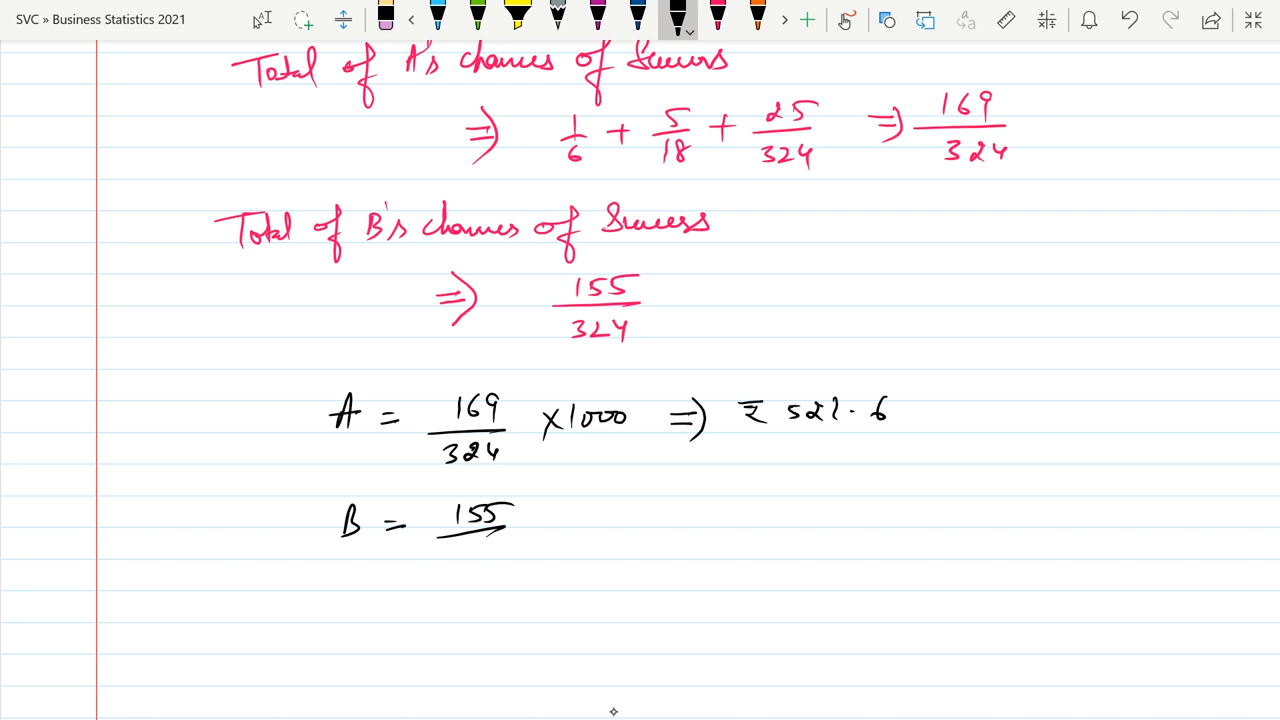 SVC » Business Statistics 2021
Total of A's chances of Success
⇒ 1/6 + 5/18 + 25/324 ⇒ 169/324
Total of B's chances of Success
⇒ 155/324
A = 169/324 × 1000 ⇒ ₹ 521.6
B = 155